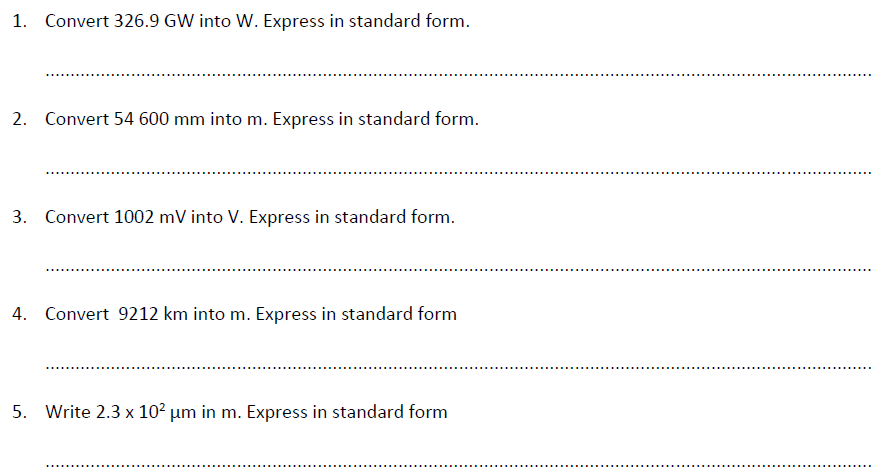 1. Convert 326.9 GW into W. Express in standard form.
................................................................................
2. Convert 54 600 mm into m. Express in standard form.
................................................................................
3. Convert 1002 mV into V. Express in standard form.
................................................................................
4. Convert  9212 km into m. Express in standard form
................................................................................
5. Write 2.3 x 10² µm in m. Express in standard form
................................................................................